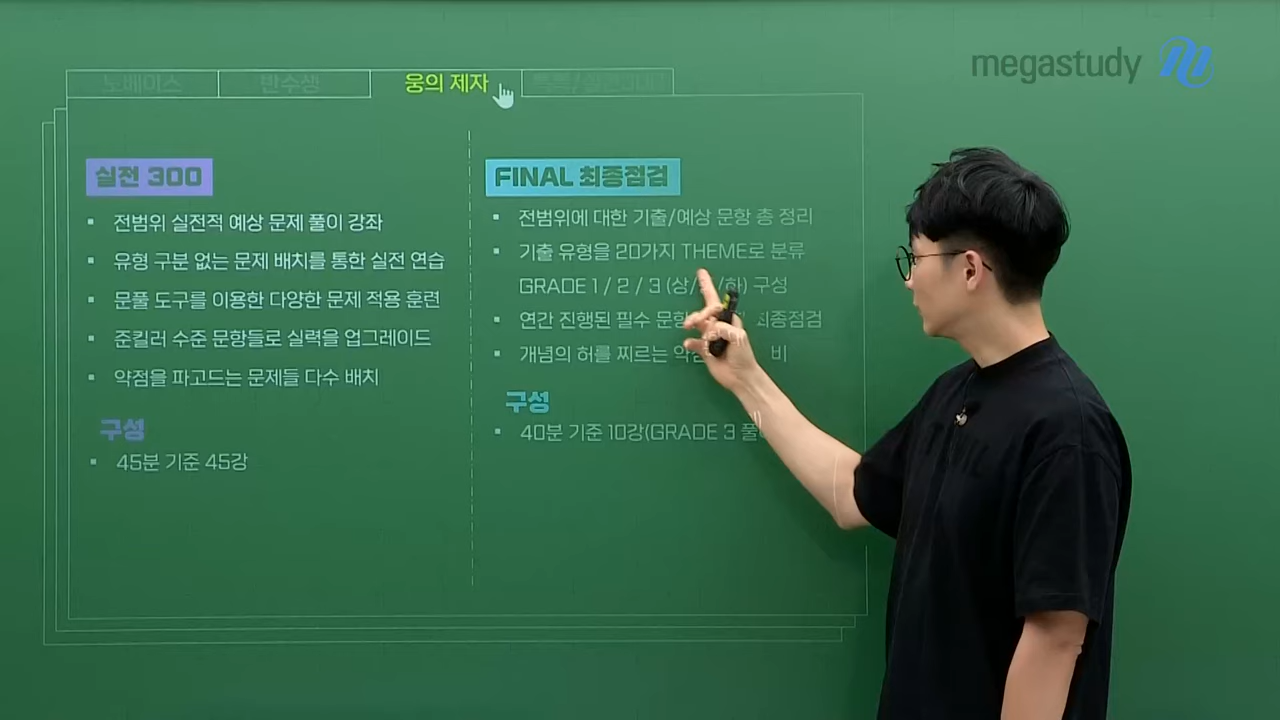 megastudy
노베이스
반수생
웅의 제자
실전 300
전범위 실전적 예상 문제 풀이 강좌
유형 구분 없는 문제 배치를 통한 실전 연습
문풀 도구를 이용한 다양한 문제 적용 훈련
준킬러 수준 문항들로 실력을 업그레이드
약점을 파고드는 문제들 다수 배치
구성
45분 기준 45강
FINAL 최종점검
전범위에 대한 기출/예상 문항 총 정리
기출 유형을 20가지 THEME로 분류
GRADE 1 / 2 / 3 (상/ /하) 구성
연간 진행된 필수 문항 최종점검
개념의 허를 찌르는 비
구성
40분 기준 10강(GRADE 3